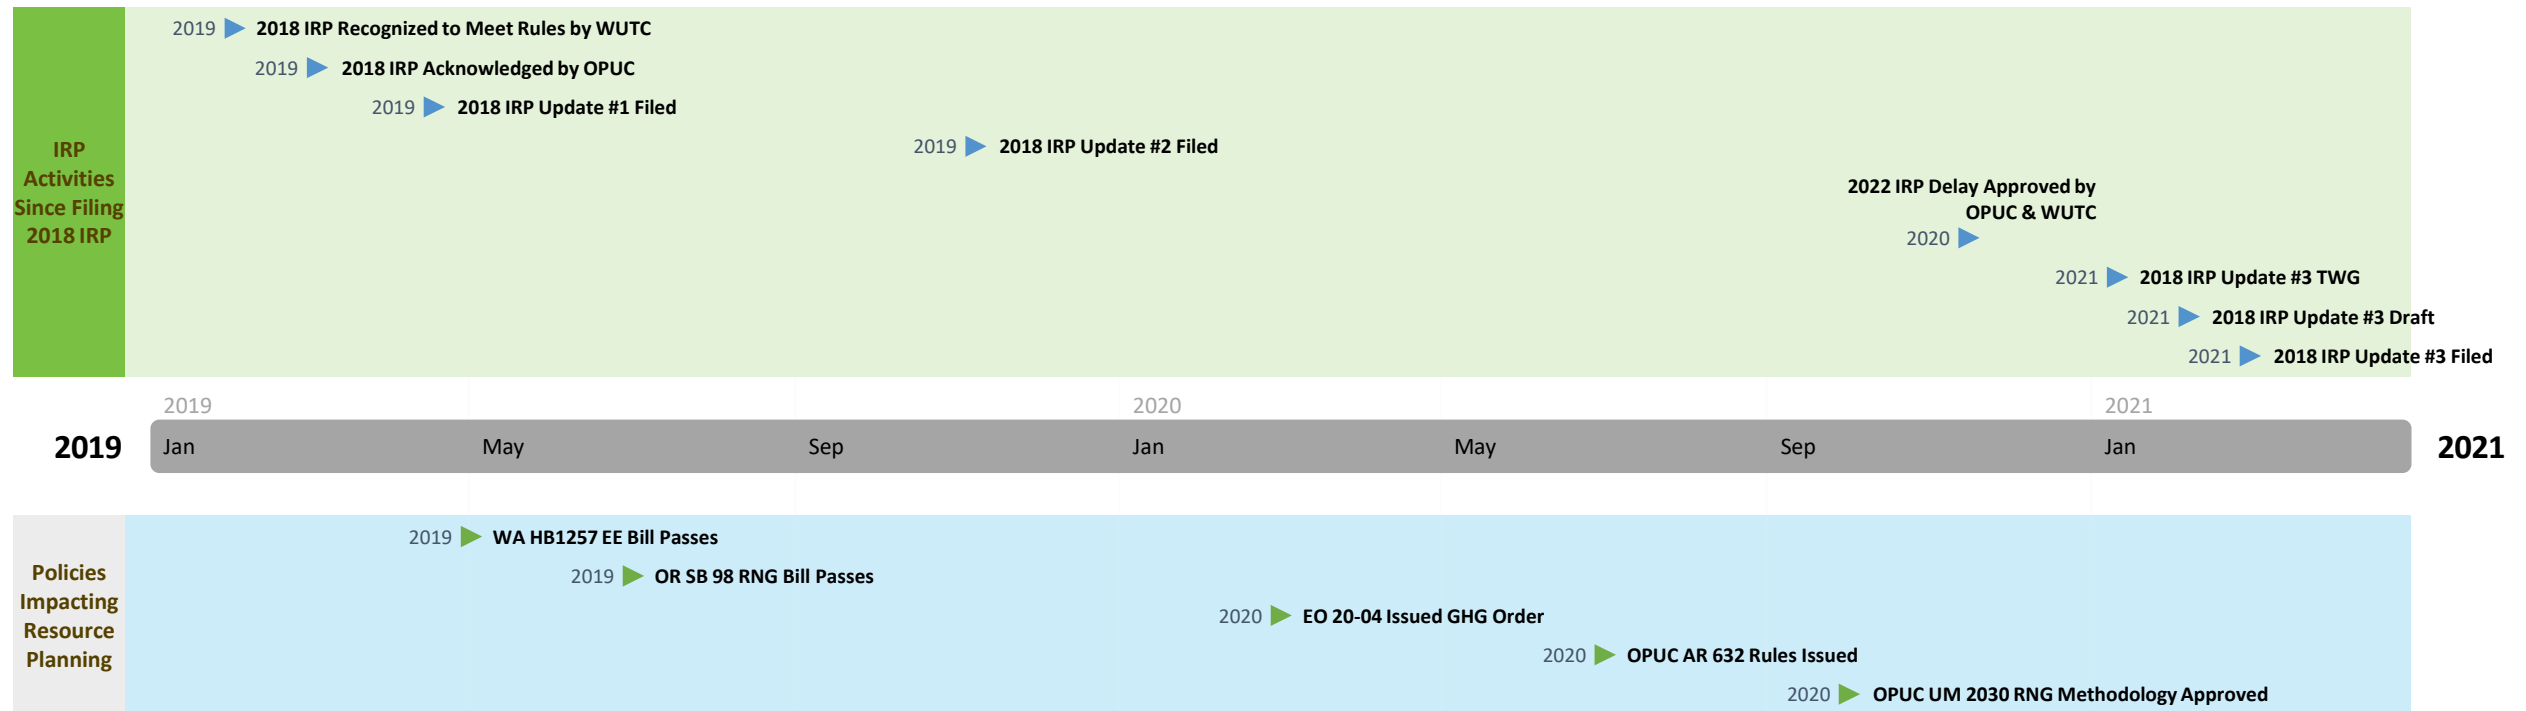 IRP
Activities
Since Filing
2018 IRP
2019 2018 IRP Recognized to Meet Rules by WUTC
2019 2018 IRP Acknowledged by OPUC
2019 2018 IRP Update #1 Filed
2019 2018 IRP Update #2 Filed
2022 IRP Delay Approved by
OPUC & WUTC
2020
2021 2018 IRP Update #3 TWG
2021 2018 IRP Update #3 Draft
2021 2018 IRP Update #3 Filed
2019 2020 2021
2019 Jan May Sep Jan May Sep Jan 2021
Policies
Impacting
Resource
Planning
2019 WA HB1257 EE Bill Passes
2019 OR SB 98 RNG Bill Passes
2020 EO 20-04 Issued GHG Order
2020 OPUC AR 632 Rules Issued
2020 OPUC UM 2030 RNG Methodology Approved